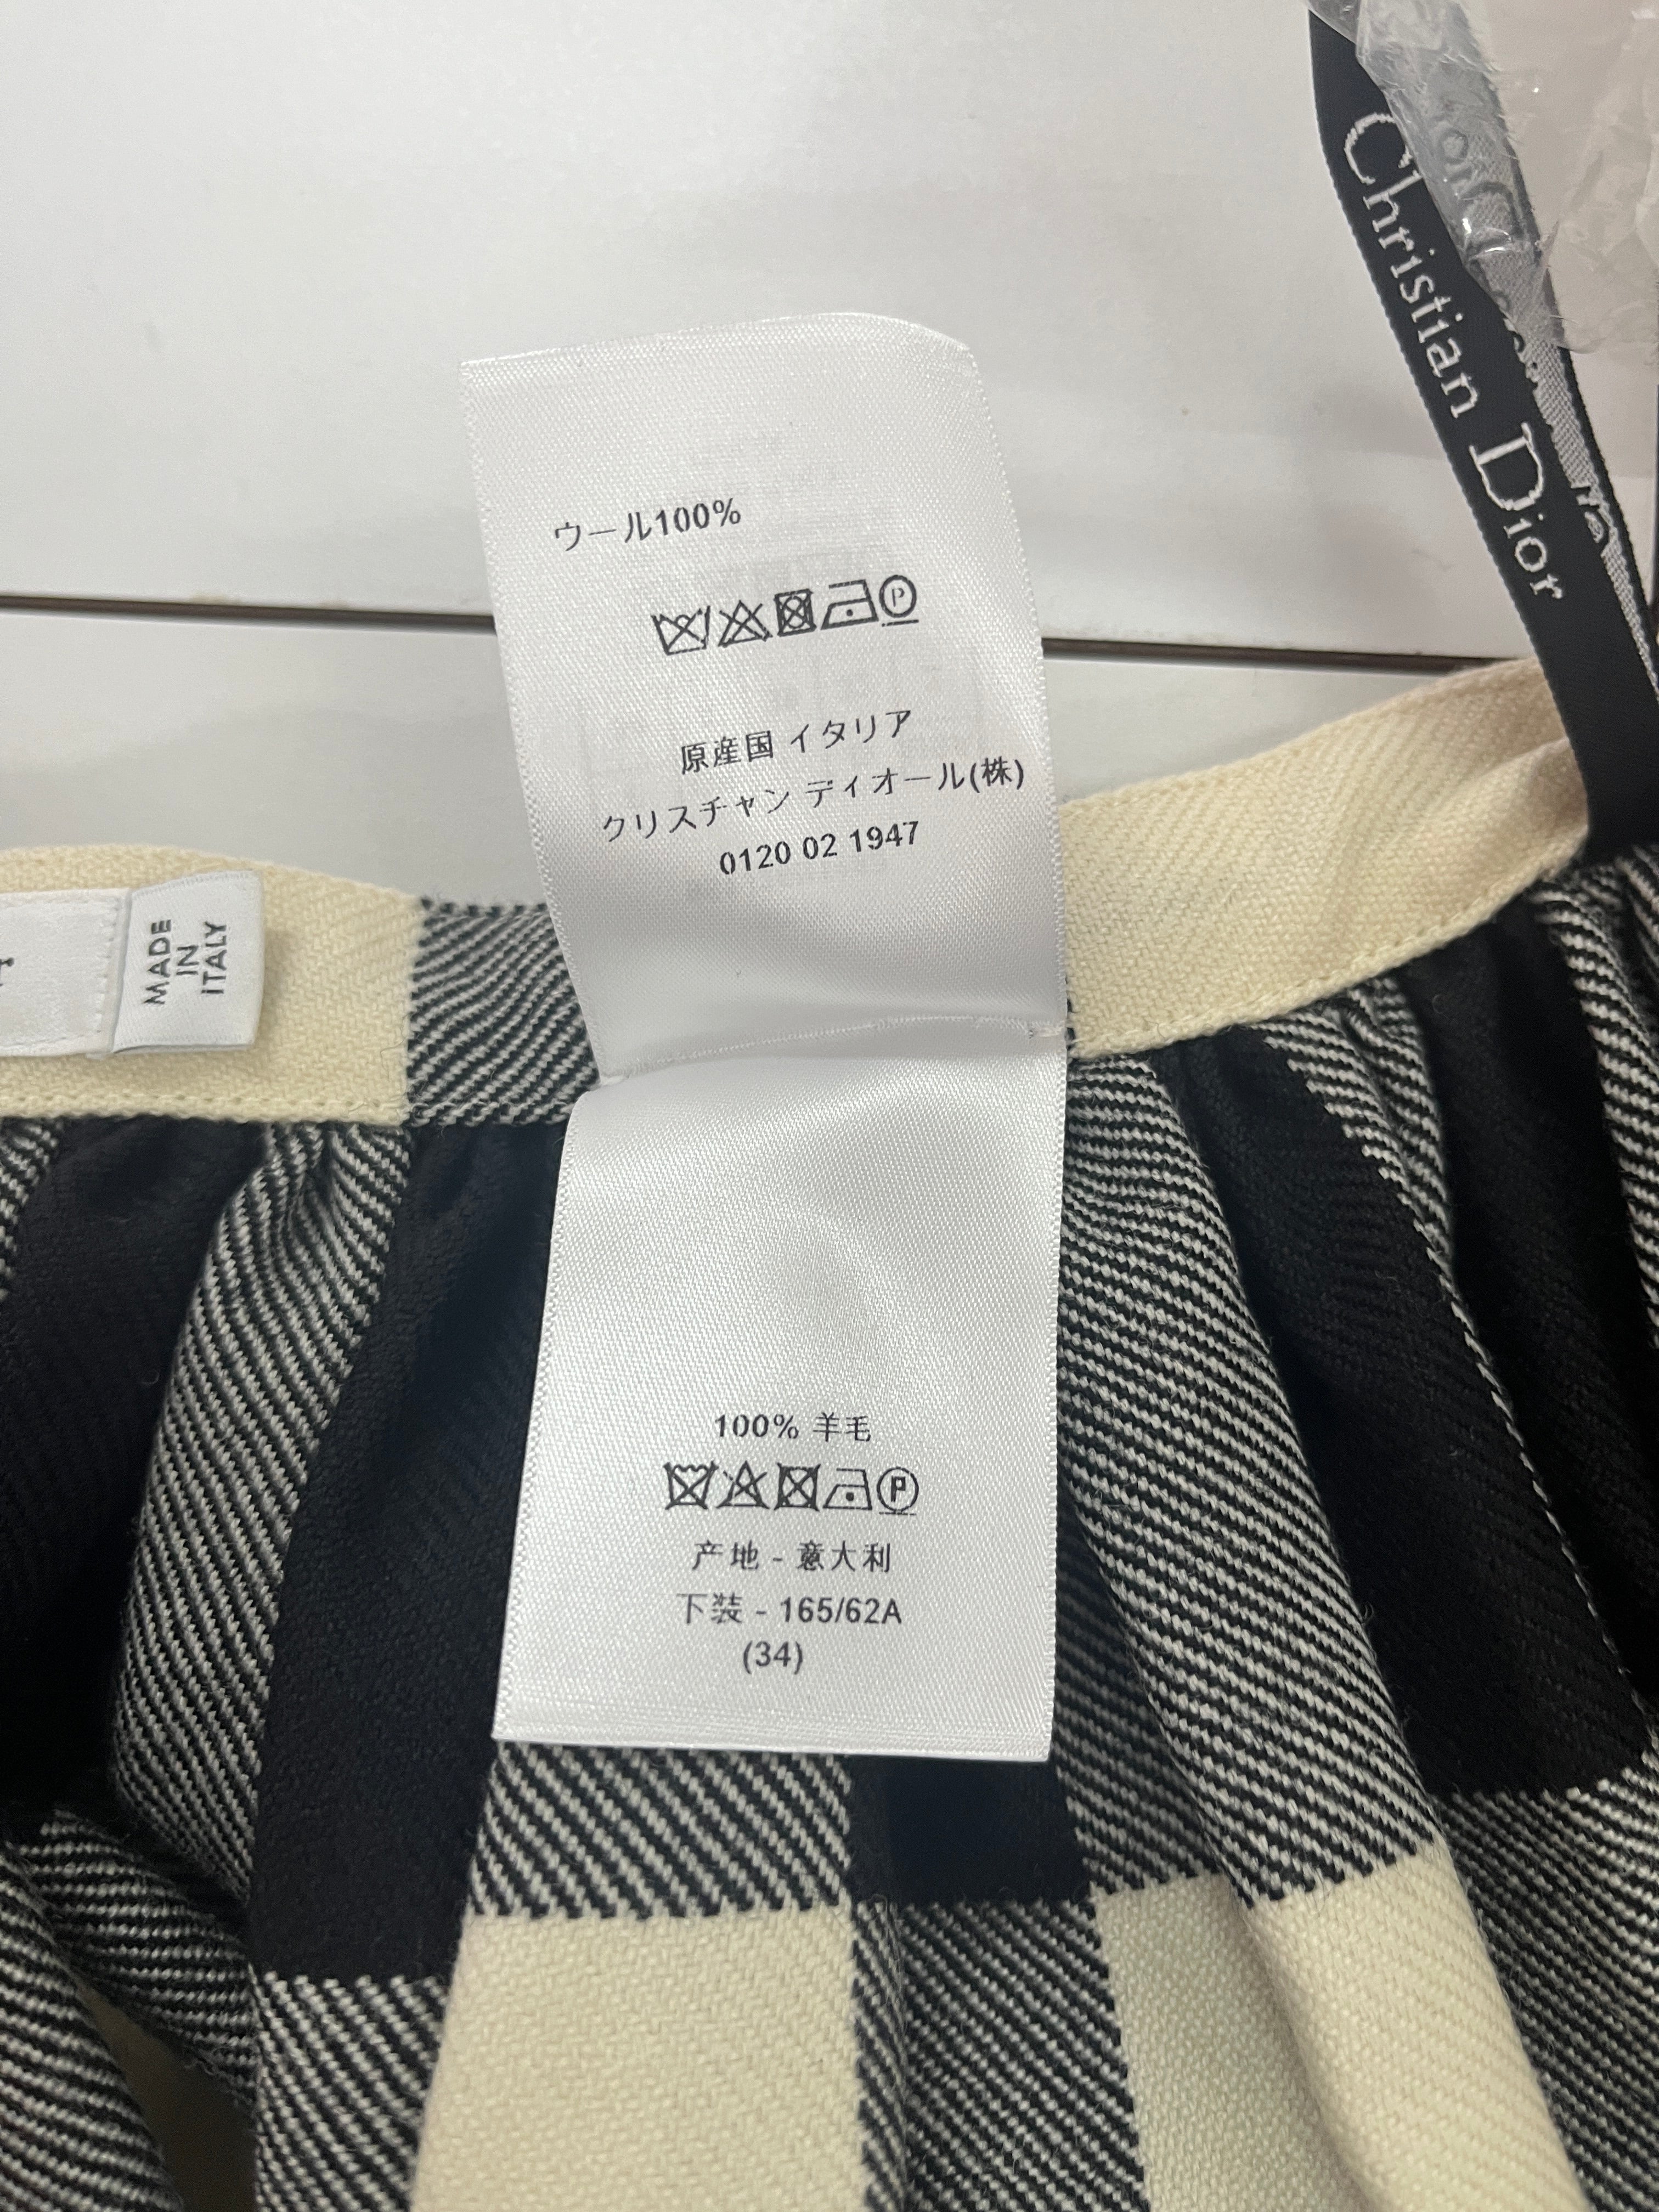 Christian Dior
ウール100%
原産国 イタリア
クリスチャン ディオール(株)
0120 02 1947
MADE
IN
ITALY
100% 羊毛
产地 - 意大利
下装 - 165/62A
(34)